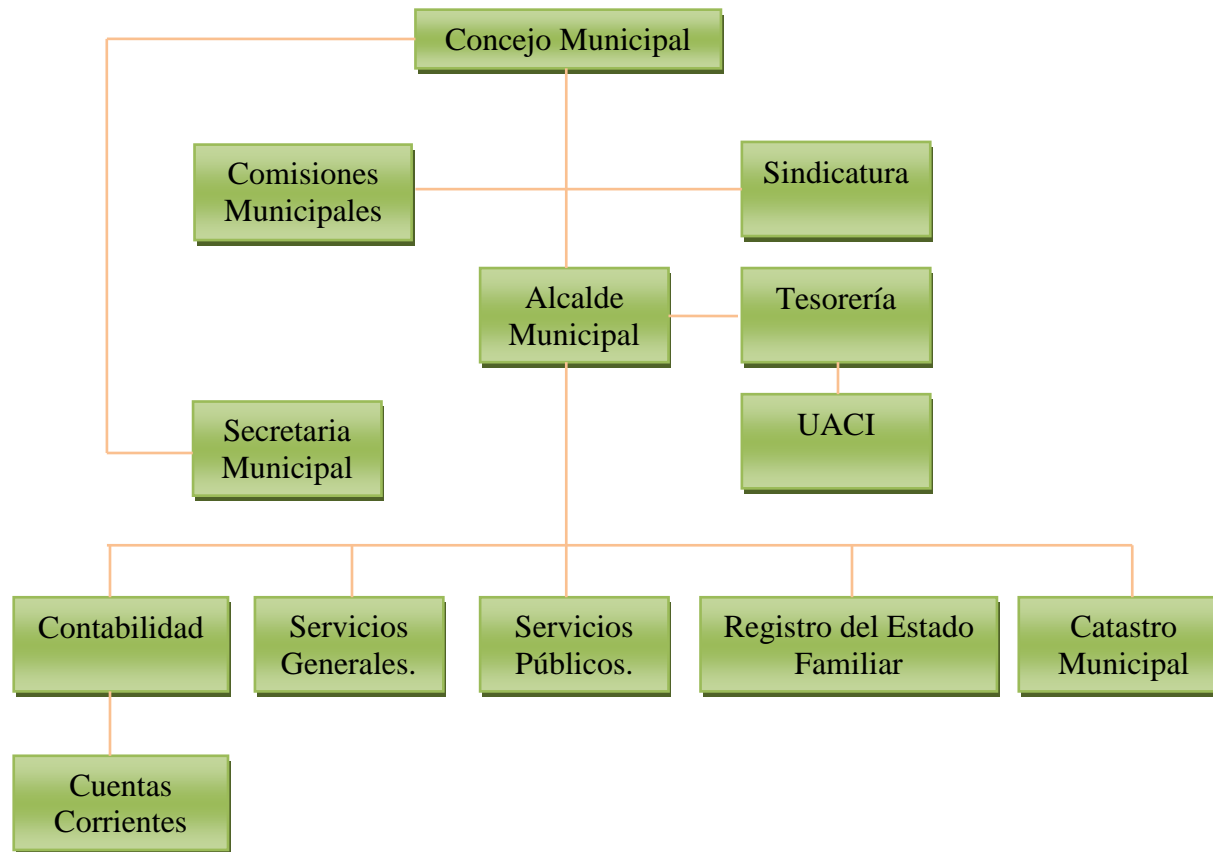 Concejo Municipal
Comisiones
Municipales
Sindicatura
Alcalde
Municipal
Tesorería
Secretaria
Municipal
UACI
Contabilidad
Servicios
Generales.
Servicios
Públicos.
Registro del Estado
Familiar
Catastro
Municipal
Cuentas
Corrientes